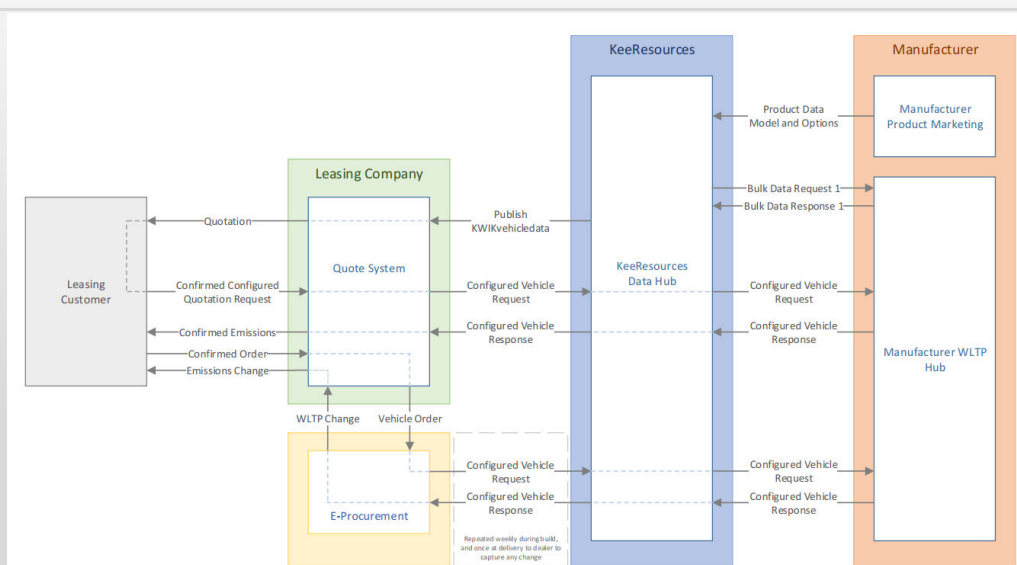 KeeResources
Manufacturer
Product Data
Model and Options
Manufacturer
Product Marketing
Leasing Company
Bulk Data Request 1
Bulk Data Response 1
Quotation
Publish
KWIKvehicledata
Quote System
KeeResources
Data Hub
Leasing
Customer
Confirmed Configured
Quotation Request
Configured Vehicle
Request
Configured Vehicle
Request
Confirmed Emissions
Configured Vehicle
Response
Configured Vehicle
Response
Confirmed Order
Emissions Change
Manufacturer WLTP
Hub
WLTP Change
Vehicle Order
Configured Vehicle
Request
Configured Vehicle
Request
Configured Vehicle
Response
Configured Vehicle
Response
E-Procurement
Repeated weekly during build,
and once at delivery to dealer to
capture any change